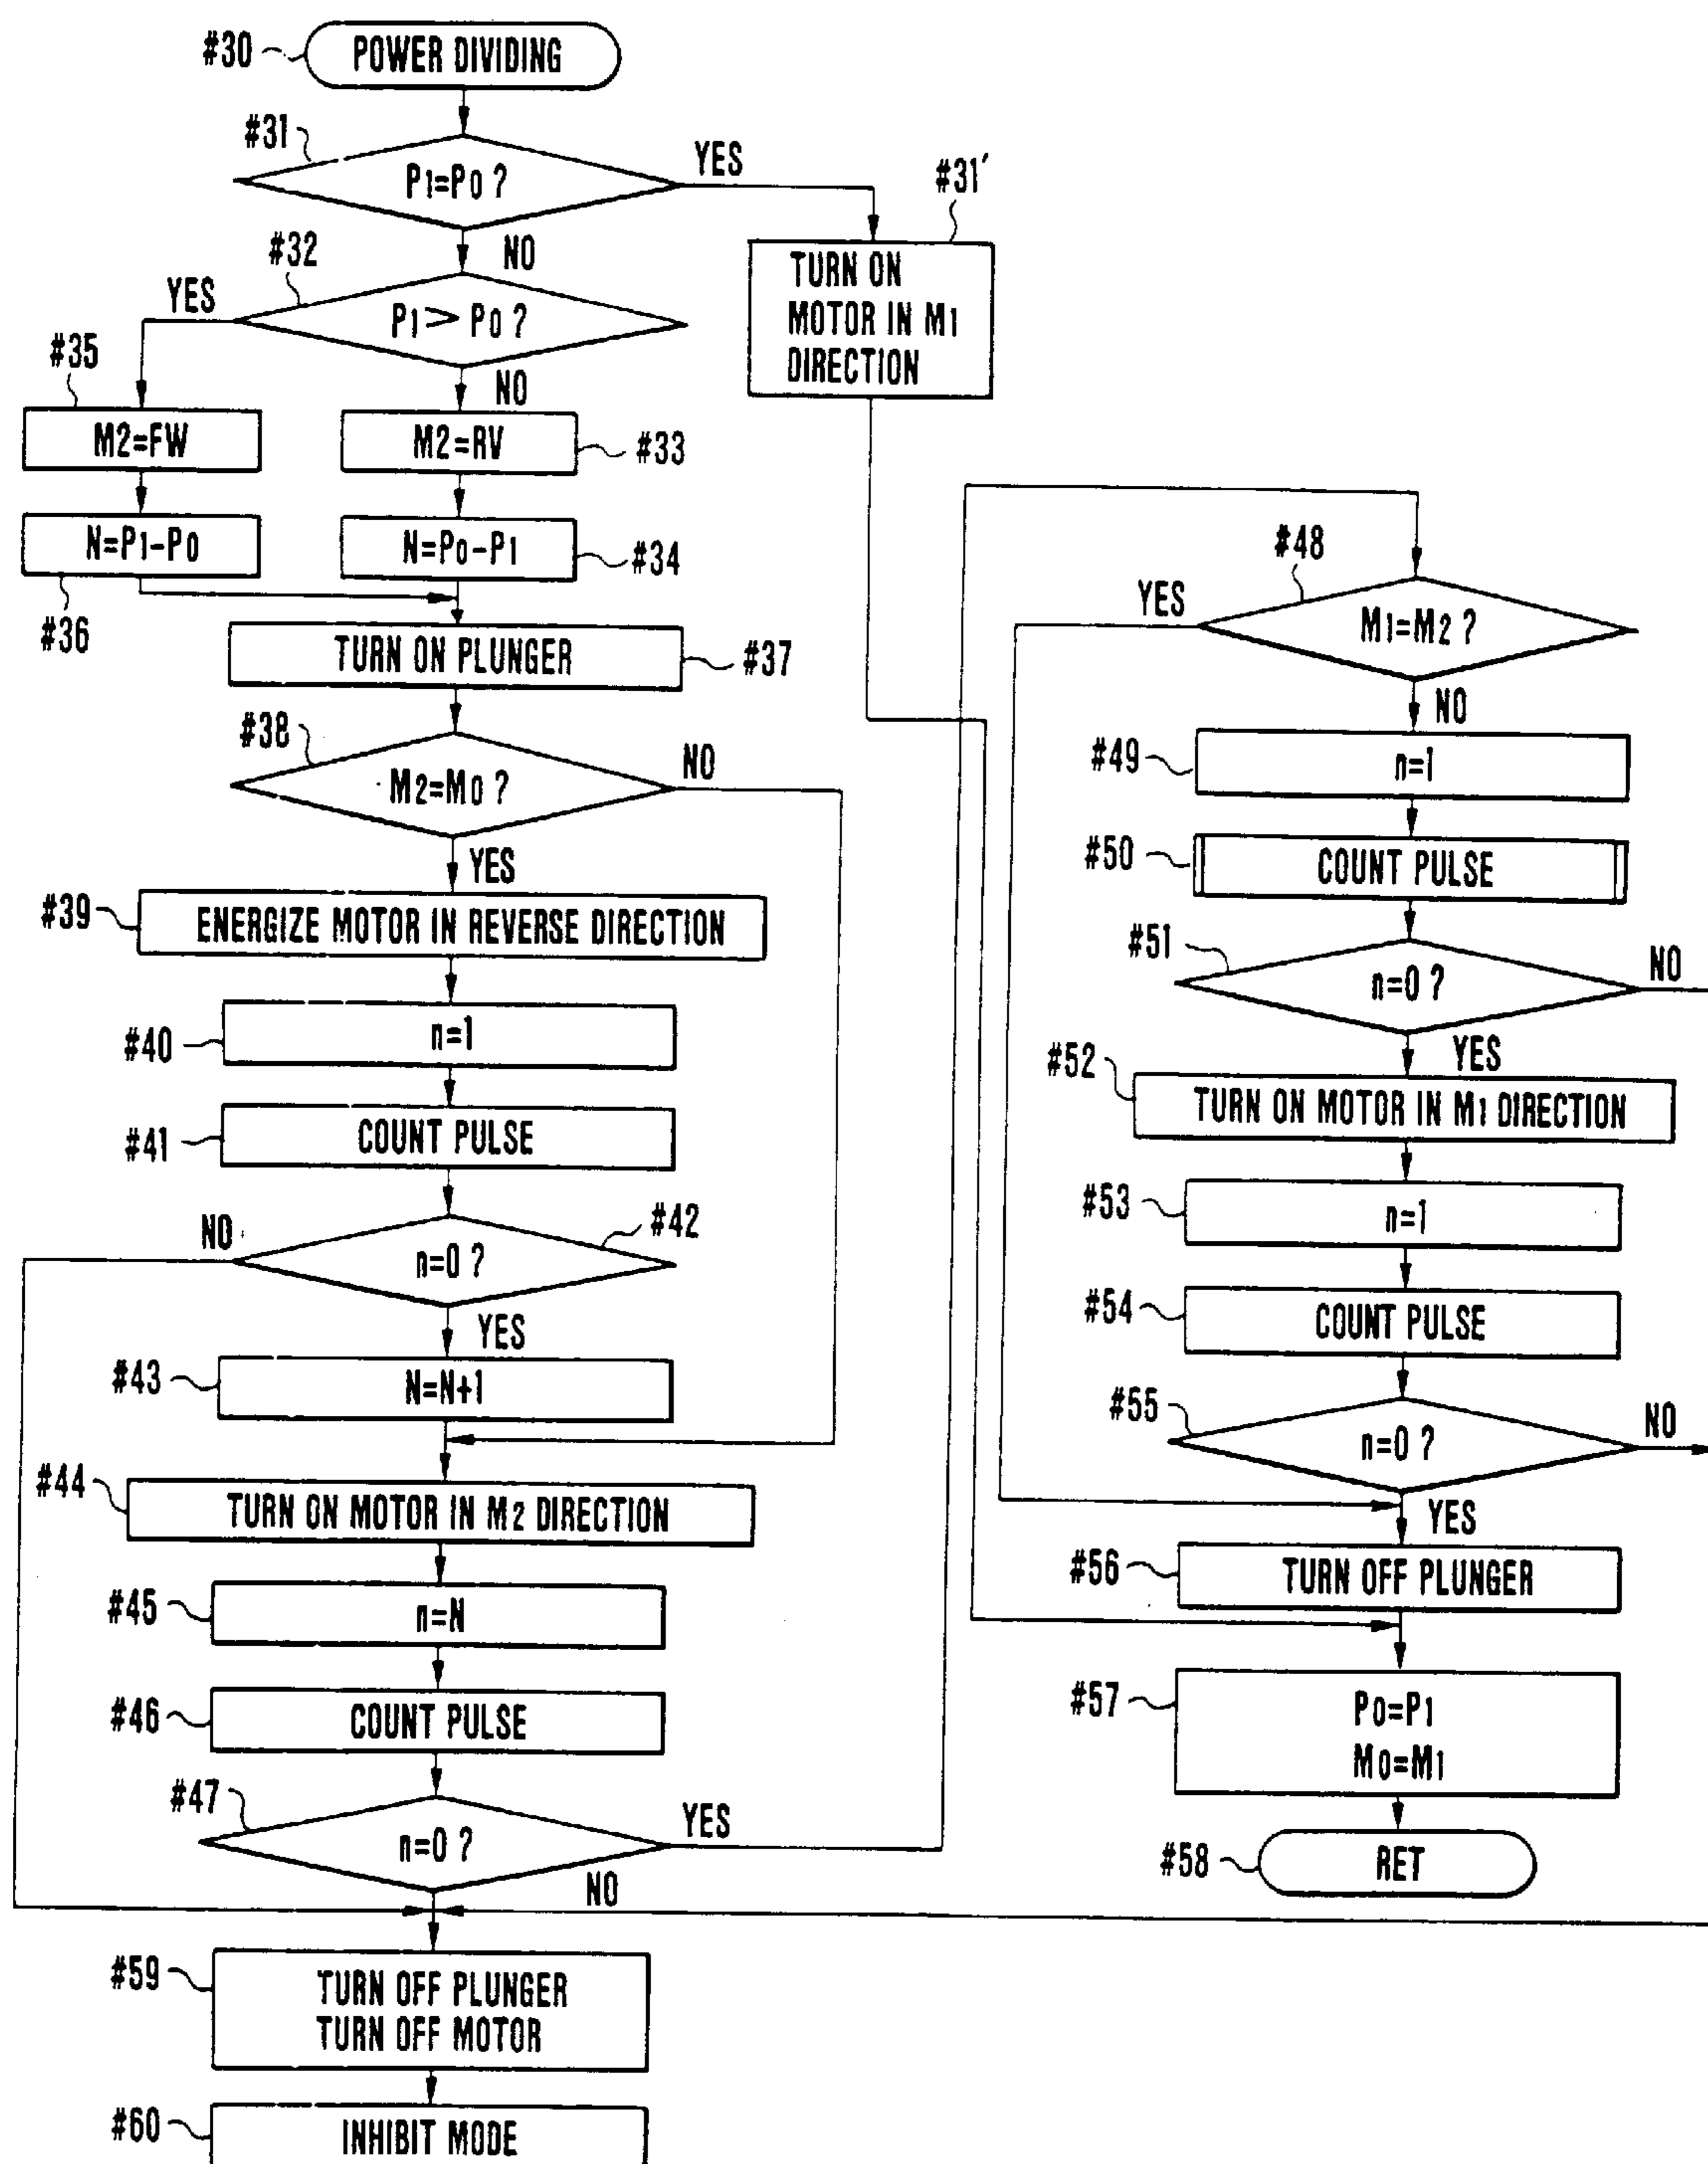 #30
POWER DIVIDING
#31
P1=P0 ?
YES
NO
#31'
TURN ON
MOTOR IN M1
DIRECTION
#32
P1> P0 ?
YES
NO
#35
M2=FW
M2=RV
#33
N=P1-P0
#36
N=P0-P1
#34
TURN ON PLUNGER
#37
#38
M2=M0 ?
NO
YES
#39
ENERGIZE MOTOR IN REVERSE DIRECTION
#40
n=1
#41
COUNT PULSE
#42
n=0 ?
NO
YES
#43
N=N+1
#44
TURN ON MOTOR IN M2 DIRECTION
#45
n=N
#46
COUNT PULSE
#47
n=0 ?
YES
NO
#59
TURN OFF PLUNGER
TURN OFF MOTOR
#60
INHIBIT MODE
#48
M1=M2 ?
YES
NO
#49
n=1
#50
COUNT PULSE
#51
n=0 ?
NO
YES
#52
TURN ON MOTOR IN M1 DIRECTION
#53
n=1
#54
COUNT PULSE
#55
n=0 ?
NO
YES
#56
TURN OFF PLUNGER
#57
P0=P1
M0=M1
#58
RET